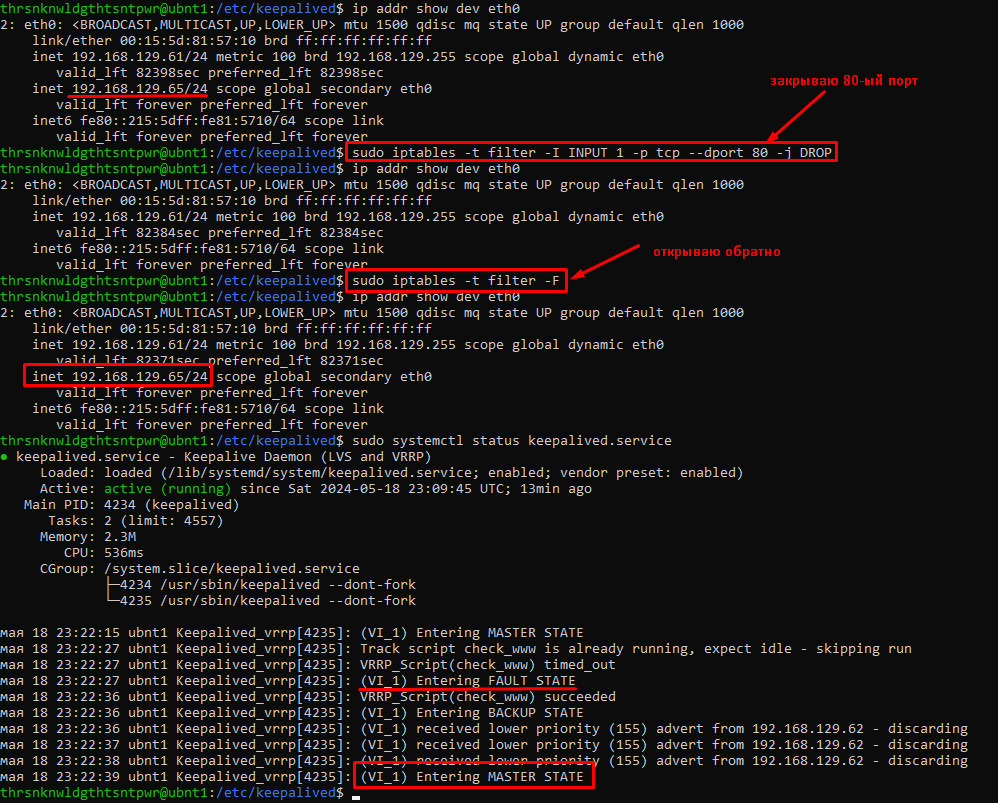 thrsnknwldgthtsntpwr@ubnt1:/etc/keepalived$ ip addr show dev eth0
2: eth0: <BROADCAST,MULTICAST,UP,LOWER_UP> mtu 1500 qdisc mq state UP group default qlen 1000
    link/ether 00:15:5d:81:57:10 brd ff:ff:ff:ff:ff:ff
    inet 192.168.129.61/24 metric 100 brd 192.168.129.255 scope global dynamic eth0
       valid_lft 82398sec preferred_lft 82398sec
закрываю 80-ый порт
    inet 192.168.129.65/24 scope global secondary eth0
       valid_lft forever preferred_lft forever
    inet6 fe80::215:5dff:fe81:5710/64 scope link
       valid_lft forever preferred_lft forever
thrsnknwldgthtsntpwr@ubnt1:/etc/keepalived$ sudo iptables -t filter -I INPUT 1 -p tcp --dport 80 -j DROP
thrsnknwldgthtsntpwr@ubnt1:/etc/keepalived$ ip addr show dev eth0
2: eth0: <BROADCAST,MULTICAST,UP,LOWER_UP> mtu 1500 qdisc mq state UP group default qlen 1000
    link/ether 00:15:5d:81:57:10 brd ff:ff:ff:ff:ff:ff
    inet 192.168.129.61/24 metric 100 brd 192.168.129.255 scope global dynamic eth0
       valid_lft 82384sec preferred_lft 82384sec
    inet6 fe80::215:5dff:fe81:5710/64 scope link
открываю обратно
       valid_lft forever preferred_lft forever
thrsnknwldgthtsntpwr@ubnt1:/etc/keepalived$ sudo iptables -t filter -F
thrsnknwldgthtsntpwr@ubnt1:/etc/keepalived$ ip addr show dev eth0
2: eth0: <BROADCAST,MULTICAST,UP,LOWER_UP> mtu 1500 qdisc mq state UP group default qlen 1000
    link/ether 00:15:5d:81:57:10 brd ff:ff:ff:ff:ff:ff
    inet 192.168.129.61/24 metric 100 brd 192.168.129.255 scope global dynamic eth0
       valid_lft 82371sec preferred_lft 82371sec
    inet 192.168.129.65/24 scope global secondary eth0
       valid_lft forever preferred_lft forever
    inet6 fe80::215:5dff:fe81:5710/64 scope link
       valid_lft forever preferred_lft forever
thrsnknwldgthtsntpwr@ubnt1:/etc/keepalived$ sudo systemctl status keepalived.service
● keepalived.service - Keepalive Daemon (LVS and VRRP)
     Loaded: loaded (/lib/systemd/system/keepalived.service; enabled; vendor preset: enabled)
     Active: active (running) since Sat 2024-05-18 23:09:45 UTC; 13min ago
   Main PID: 4234 (keepalived)
      Tasks: 2 (limit: 4557)
     Memory: 2.3M
        CPU: 536ms
     CGroup: /system.slice/keepalived.service
             ├─4234 /usr/sbin/keepalived --dont-fork
             └─4235 /usr/sbin/keepalived --dont-fork
мая 18 23:22:15 ubnt1 Keepalived_vrrp[4235]: (VI_1) Entering MASTER STATE
мая 18 23:22:27 ubnt1 Keepalived_vrrp[4235]: Track script check_www is already running, expect idle - skipping run
мая 18 23:22:27 ubnt1 Keepalived_vrrp[4235]: VRRP_Script(check_www) timed_out
мая 18 23:22:27 ubnt1 Keepalived_vrrp[4235]: (VI_1) Entering FAULT STATE
мая 18 23:22:36 ubnt1 Keepalived_vrrp[4235]: VRRP_Script(check_www) succeeded
мая 18 23:22:36 ubnt1 Keepalived_vrrp[4235]: (VI_1) Entering BACKUP STATE
мая 18 23:22:36 ubnt1 Keepalived_vrrp[4235]: (VI_1) received lower priority (155) advert from 192.168.129.62 - discarding
мая 18 23:22:37 ubnt1 Keepalived_vrrp[4235]: (VI_1) received lower priority (155) advert from 192.168.129.62 - discarding
мая 18 23:22:38 ubnt1 Keepalived_vrrp[4235]: (VI_1) received lower priority (155) advert from 192.168.129.62 - discarding
мая 18 23:22:39 ubnt1 Keepalived_vrrp[4235]: (VI_1) Entering MASTER STATE
thrsnknwldgthtsntpwr@ubnt1:/etc/keepalived$